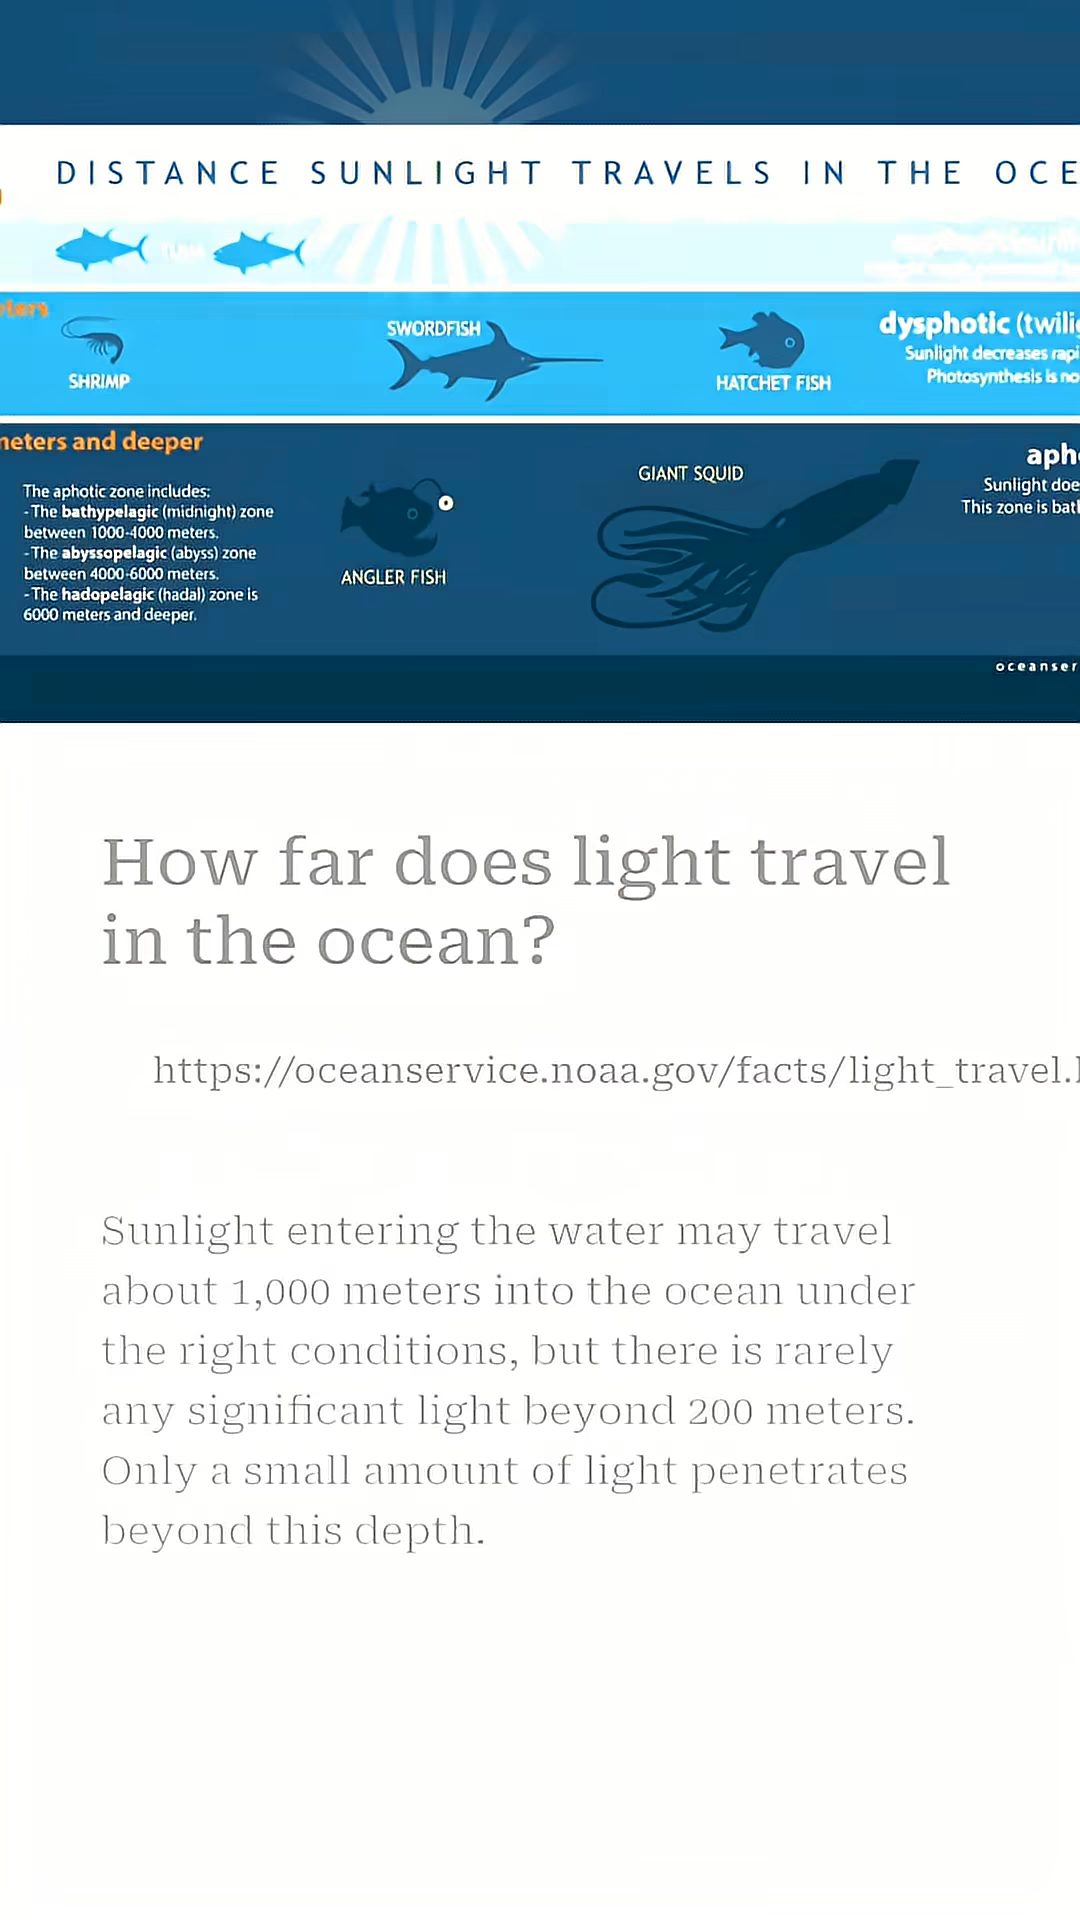 DISTANCE SUNLIGHT TRAVELS IN THE OCE
TUNA
eters
SWORDFISH
dysphotic (twilig
Sunlight decreases rapi
SHRIMP
HATCHET FISH
Photosynthesis is no
meters and deeper
GIANT SQUID
aph
Sunlight doe
This zone is bat
The aphotic zone includes:
- The bathypelagic (midnight) zone
between 1000-4000 meters.
- The abyssopelagic (abyss) zone
between 4000-6000 meters.
- The hadopelagic (hadal) zone is
6000 meters and deeper.
ANGLER FISH
oceanser
How far does light travel
in the ocean?
https://oceanservice.noaa.gov/facts/light_travel.
Sunlight entering the water may travel
about 1,000 meters into the ocean under
the right conditions, but there is rarely
any significant light beyond 200 meters.
Only a small amount of light penetrates
beyond this depth.